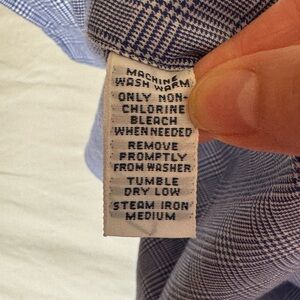 MACHINE
WASH WARM
ONLY NON-
CHLORINE
BLEACH
WHEN NEEDED
REMOVE
PROMPTLY
FROM WASHER
TUMBLE
DRY LOW
STEAM IRON
MEDIUM